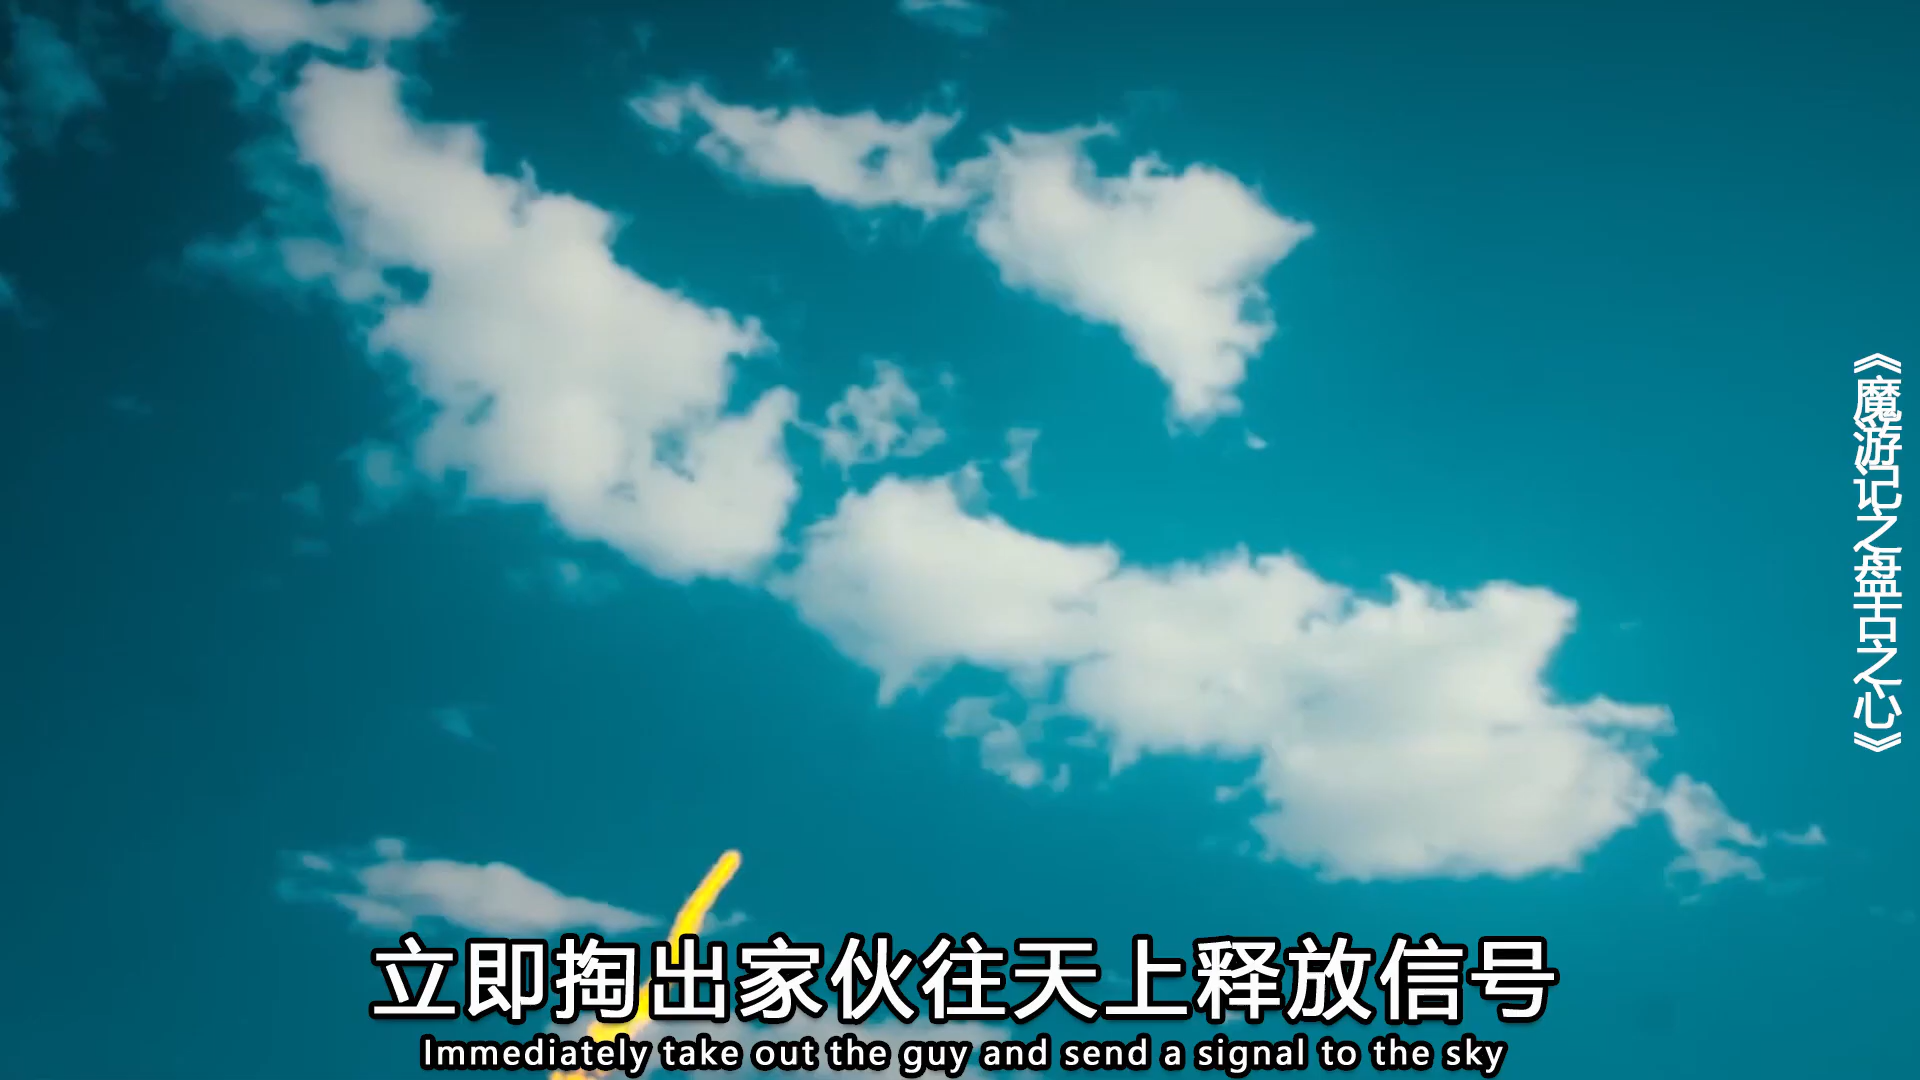 《魔游记之盘古之心》
立即掏出家伙往天上释放信号
Immediately take out the guy and send a signal to the sky